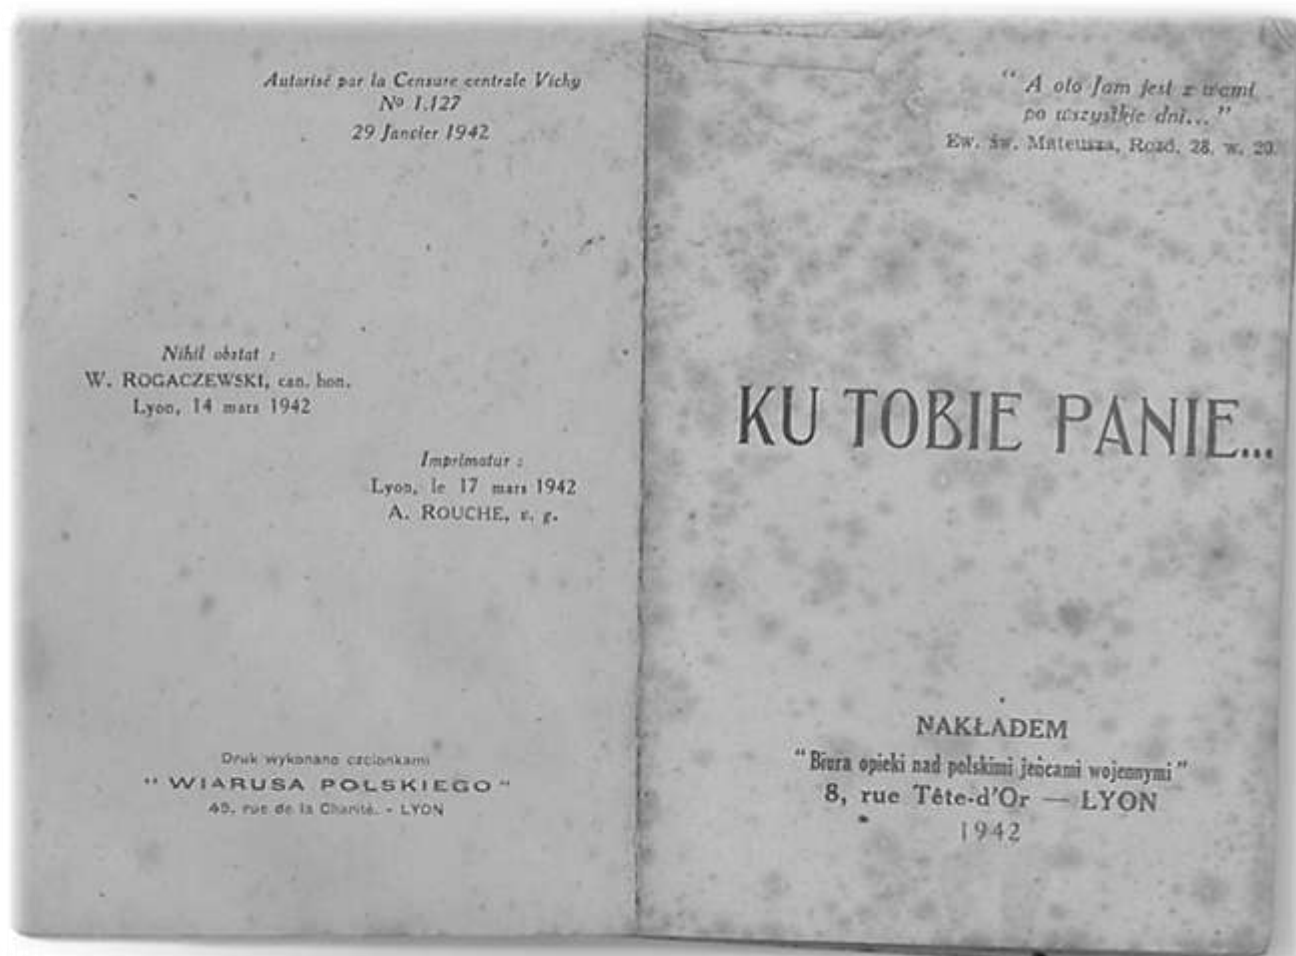 Autorisé par la Censure centrale Vichy
Nº 1.127
29 Janvier 1942
Nihil obstat :
W. ROGACZEWSKI, can. hon.
Lyon, 14 mars 1942
Imprimatur :
Lyon, le 17 mars 1942
A. ROUCHE, v. g.
Druk wykonano czcionkami
"WIARUSA POLSKIEGO"
49, rue de la Charité. - LYON
"A oto Jam jest z wami
po wszystkie dni..."
Ew. św. Mateusza, Rozd. 28. w. 20.
KU TOBIE PANIE...
NAKŁADEM
"Biura opieki nad polskimi jeńcami wojennymi"
8, rue Tête-d'Or — LYON
1942